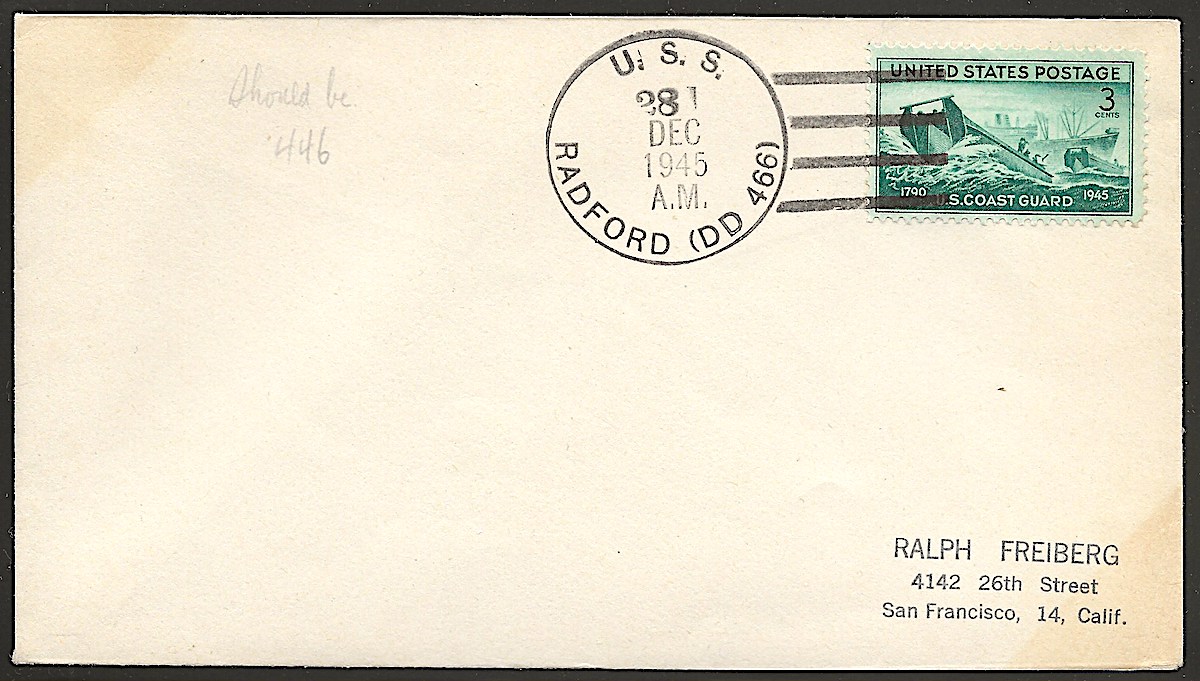 Should be
'446
U. S. S.
28
DEC
1945
A.M.
RADFORD (DD 466)
UNITED STATES POSTAGE
3
CENTS
1790
U.S. COAST GUARD
1945
RALPH FREIBERG
4142 26th Street
San Francisco, 14, Calif.